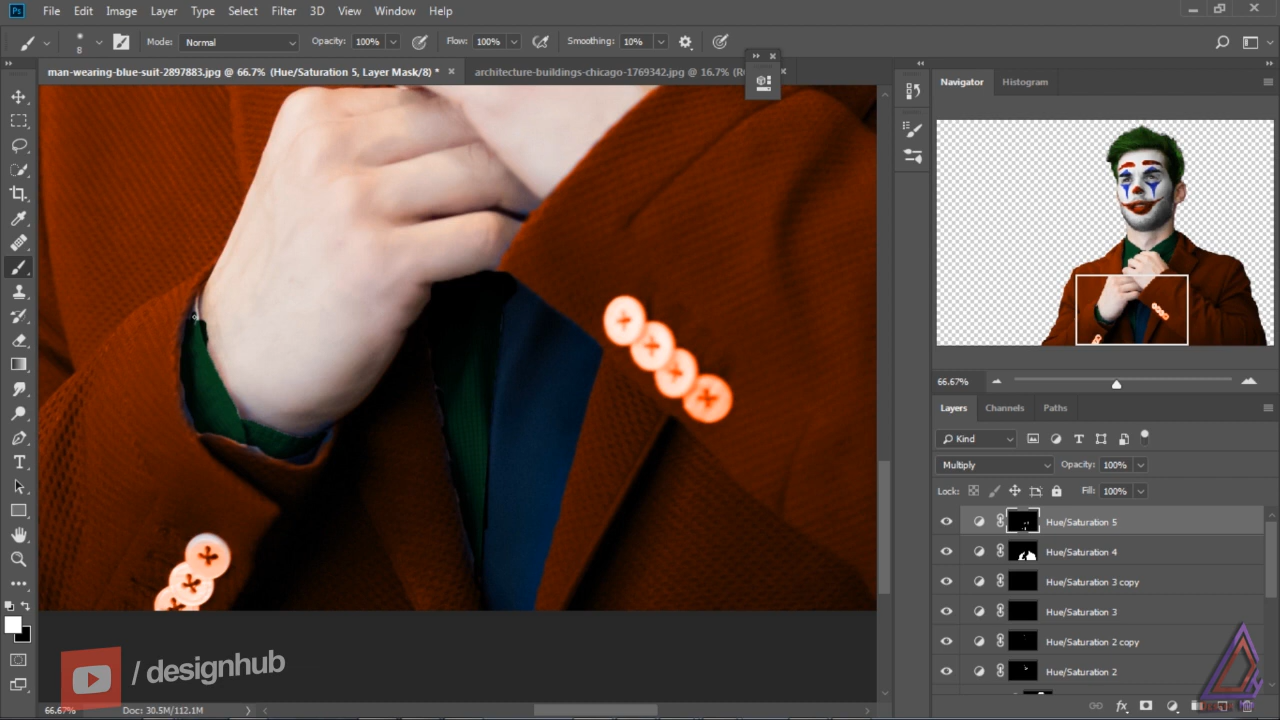 Ps File Edit Image Layer Type Select Filter 3D View Window Help
8 Mode: Normal Opacity: 100% Flow: 100% Smoothing: 10%
man-wearing-blue-suit-2897883.jpg @ 66.7% (Hue/Saturation 5, Layer Mask/8) * architecture-buildings-chicago-1769342.jpg @ 16.7%
Navigator Histogram
66.67%
Layers Channels Paths
Kind
Multiply Opacity: 100%
Lock: Fill: 100%
Hue/Saturation 5
Hue/Saturation 4
Hue/Saturation 3 copy
Hue/Saturation 3
Hue/Saturation 2 copy
Hue/Saturation 2
/ designhub
66.67% Doc: 30.5M/112.1M